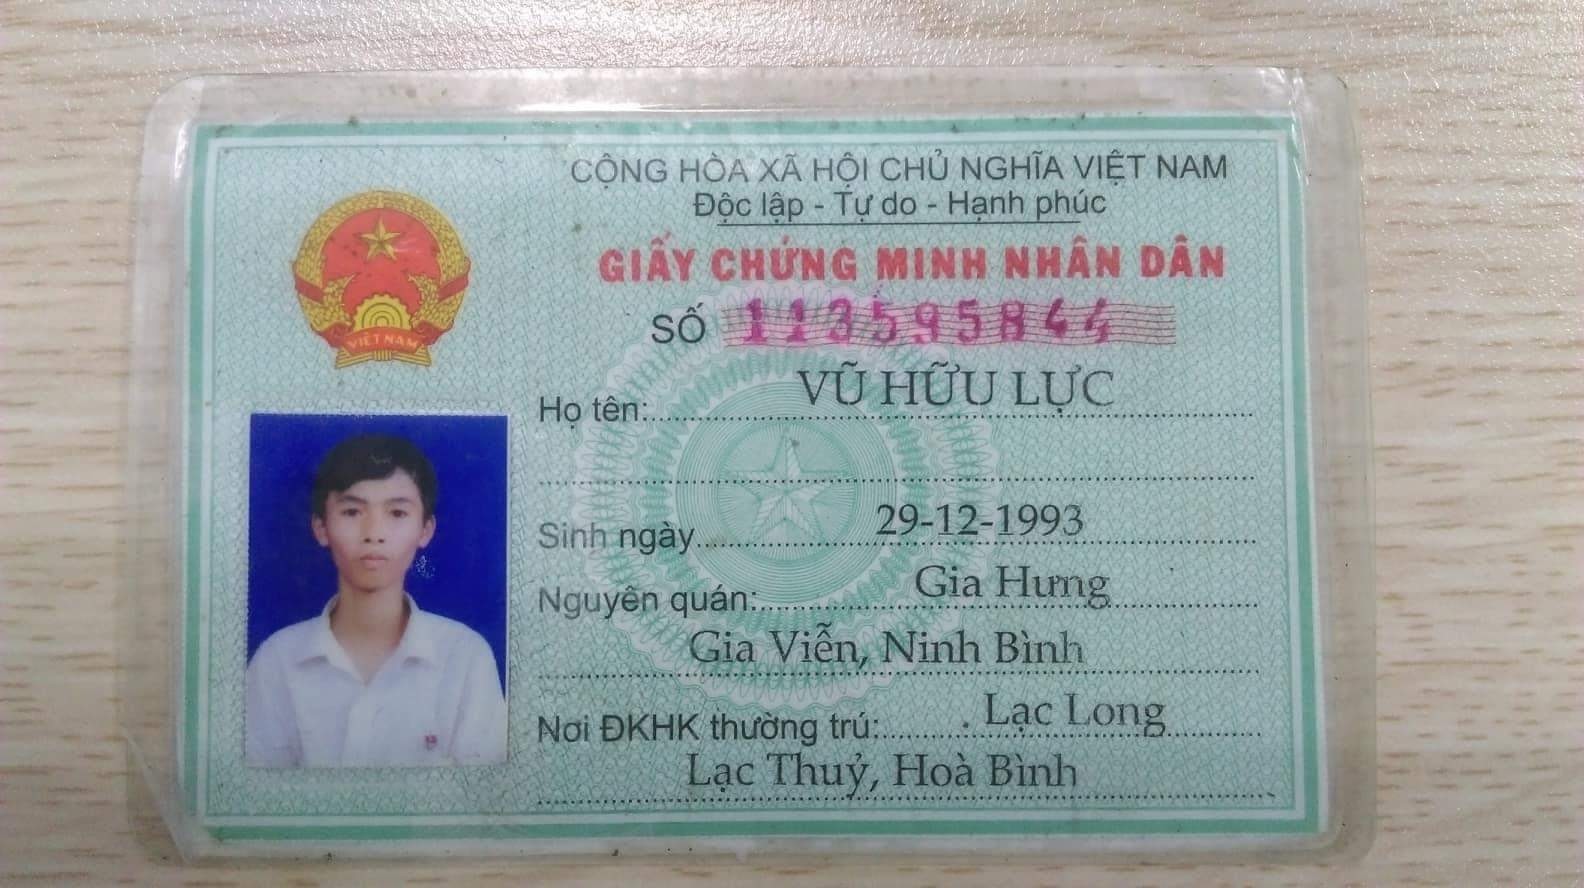 CỘNG HÒA XÃ HỘI CHỦ NGHĨA VIỆT NAM
Độc lập - Tự do - Hạnh phúc
GIẤY CHỨNG MINH NHÂN DÂN
SỐ 113595844
VIỆT NAM
Họ tên: VŨ HỮU LỰC
Sinh ngày 29-12-1993
Nguyên quán: Gia Hưng
Gia Viễn, Ninh Bình
Nơi ĐKHK thường trú: Lạc Long
Lạc Thuỷ, Hoà Bình